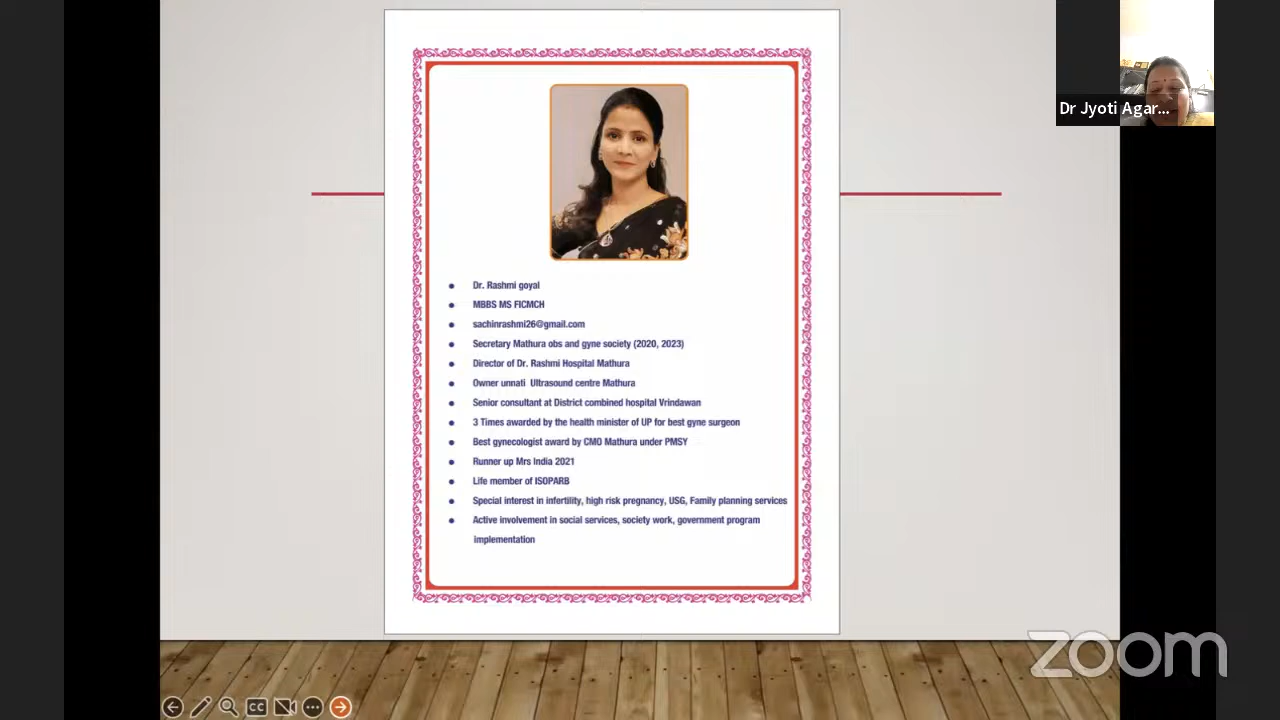 Dr Jyoti Agar...
Dr. Rashmi goyal
MBBS MS FICMCH
sachinrashmi26@gmail.com
Secretary Mathura obs and gyne society (2020, 2023)
Director of Dr. Rashmi Hospital Mathura
Owner unnati Ultrasound centre Mathura
Senior consultant at District combined hospital Vrindawan
3 Times awarded by the health minister of UP for best gyne surgeon
Best gynecologist award by CMO Mathura under PMSY
Runner up Mrs India 2021
Life member of ISOPARB
Special interest in infertility, high risk pregnancy, USG, Family planning services
Active involvement in social services, society work, government program
implementation
zoom
CC